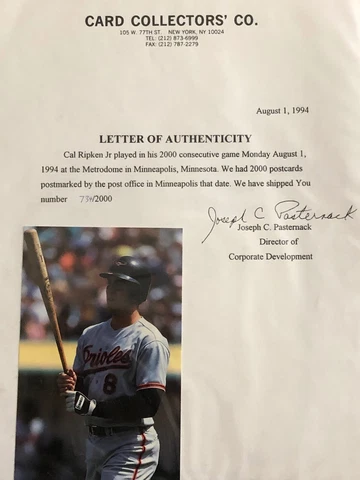 CARD COLLECTORS' CO.
105 W. 77TH ST. NEW YORK, NY 10024
TEL: (212) 873-6999
FAX: (212) 787-2279
August 1, 1994
LETTER OF AUTHENTICITY
Cal Ripken Jr played in his 2000 consecutive game Monday August 1,
1994 at the Metrodome in Minneapolis, Minnesota. We had 2000 postcards
postmarked by the post office in Minneapolis that date. We have shipped You
number /2000
Joseph C Pasternack
Joseph C. Pasternack
Director of
Corporate Development
Orioles
8